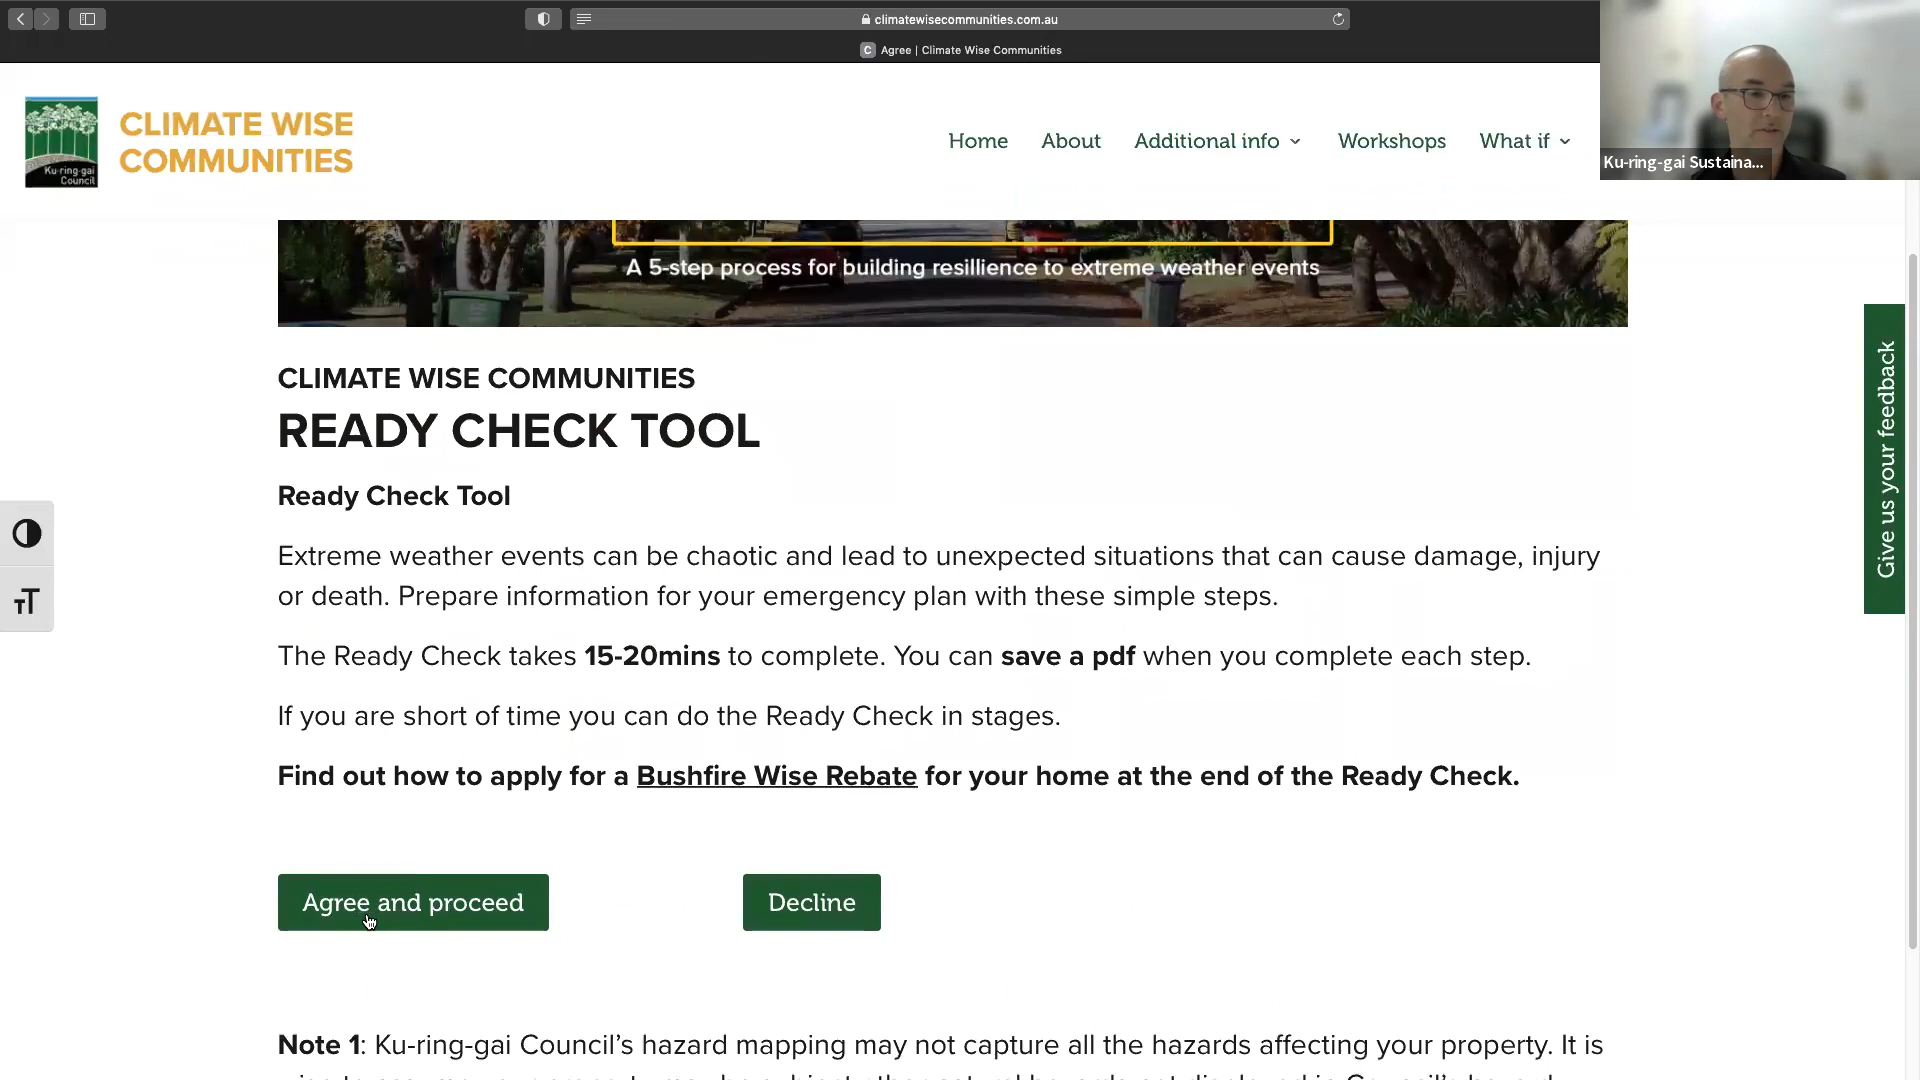 climatewisecommunities.com.au
C Agree | Climate Wise Communities
Ku-ring-gai Council
CLIMATE WISE
COMMUNITIES
Home About Additional info Workshops What if
Ku-ring-gai Sustaina...
A 5-step process for building resillience to extreme weather events
CLIMATE WISE COMMUNITIES
READY CHECK TOOL
Ready Check Tool
Extreme weather events can be chaotic and lead to unexpected situations that can cause damage, injury
or death. Prepare information for your emergency plan with these simple steps.
The Ready Check takes 15-20mins to complete. You can save a pdf when you complete each step.
If you are short of time you can do the Ready Check in stages.
Find out how to apply for a Bushfire Wise Rebate for your home at the end of the Ready Check.
Agree and proceed Decline
Give us your feedback
TT
Note 1: Ku-ring-gai Council's hazard mapping may not capture all the hazards affecting your property. It is